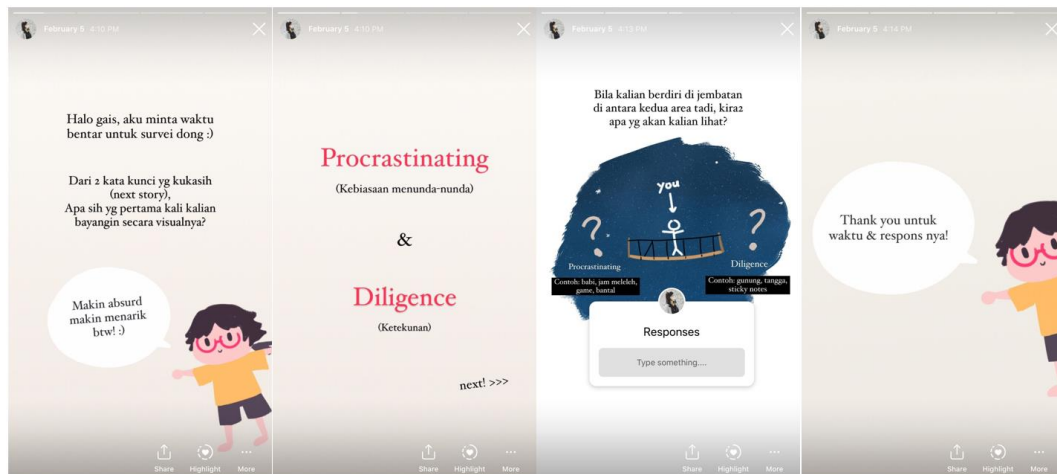 February 5 4:10 PM
Halo gais, aku minta waktu
bentar untuk survei dong :)
Dari 2 kata kunci yg kukasih
(next story),
Apa sih yg pertama kali kalian
bayangin secara visualnya?
Makin absurd
makin menarik
btw! :)
Share
Highlight
More
February 5 4:10 PM
Procrastinating
(Kebiasaan menunda-nunda)
&
Diligence
(Ketekunan)
next! >>>
Share
Highlight
More
February 5 4:13 PM
Bila kalian berdiri di jembatan
di antara kedua area tadi, kira2
apa yg akan kalian lihat?
you
?
?
Procrastinating
Contoh: babi, jam meleleh,
game, bantal
Diligence
Contoh: gunung, tangga,
sticky notes
Responses
Type something....
Share
Highlight
More
February 5 4:14 PM
Thank you untuk
waktu & respons nya!
Share
Highlight
More